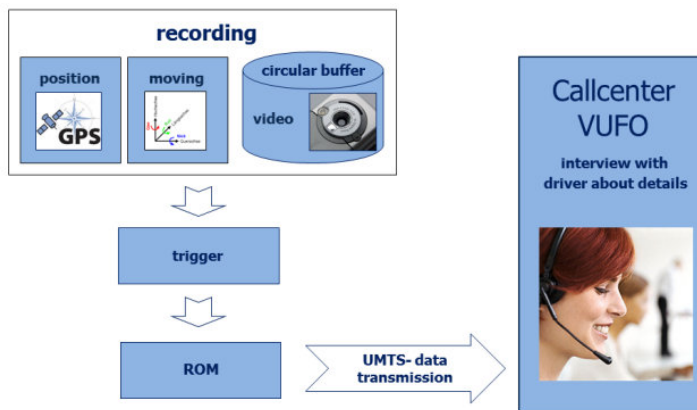 recording
position
moving
circular buffer
GPS
video
trigger
ROM
UMTS- data
transmission
Callcenter
VUFO
interview with
driver about details